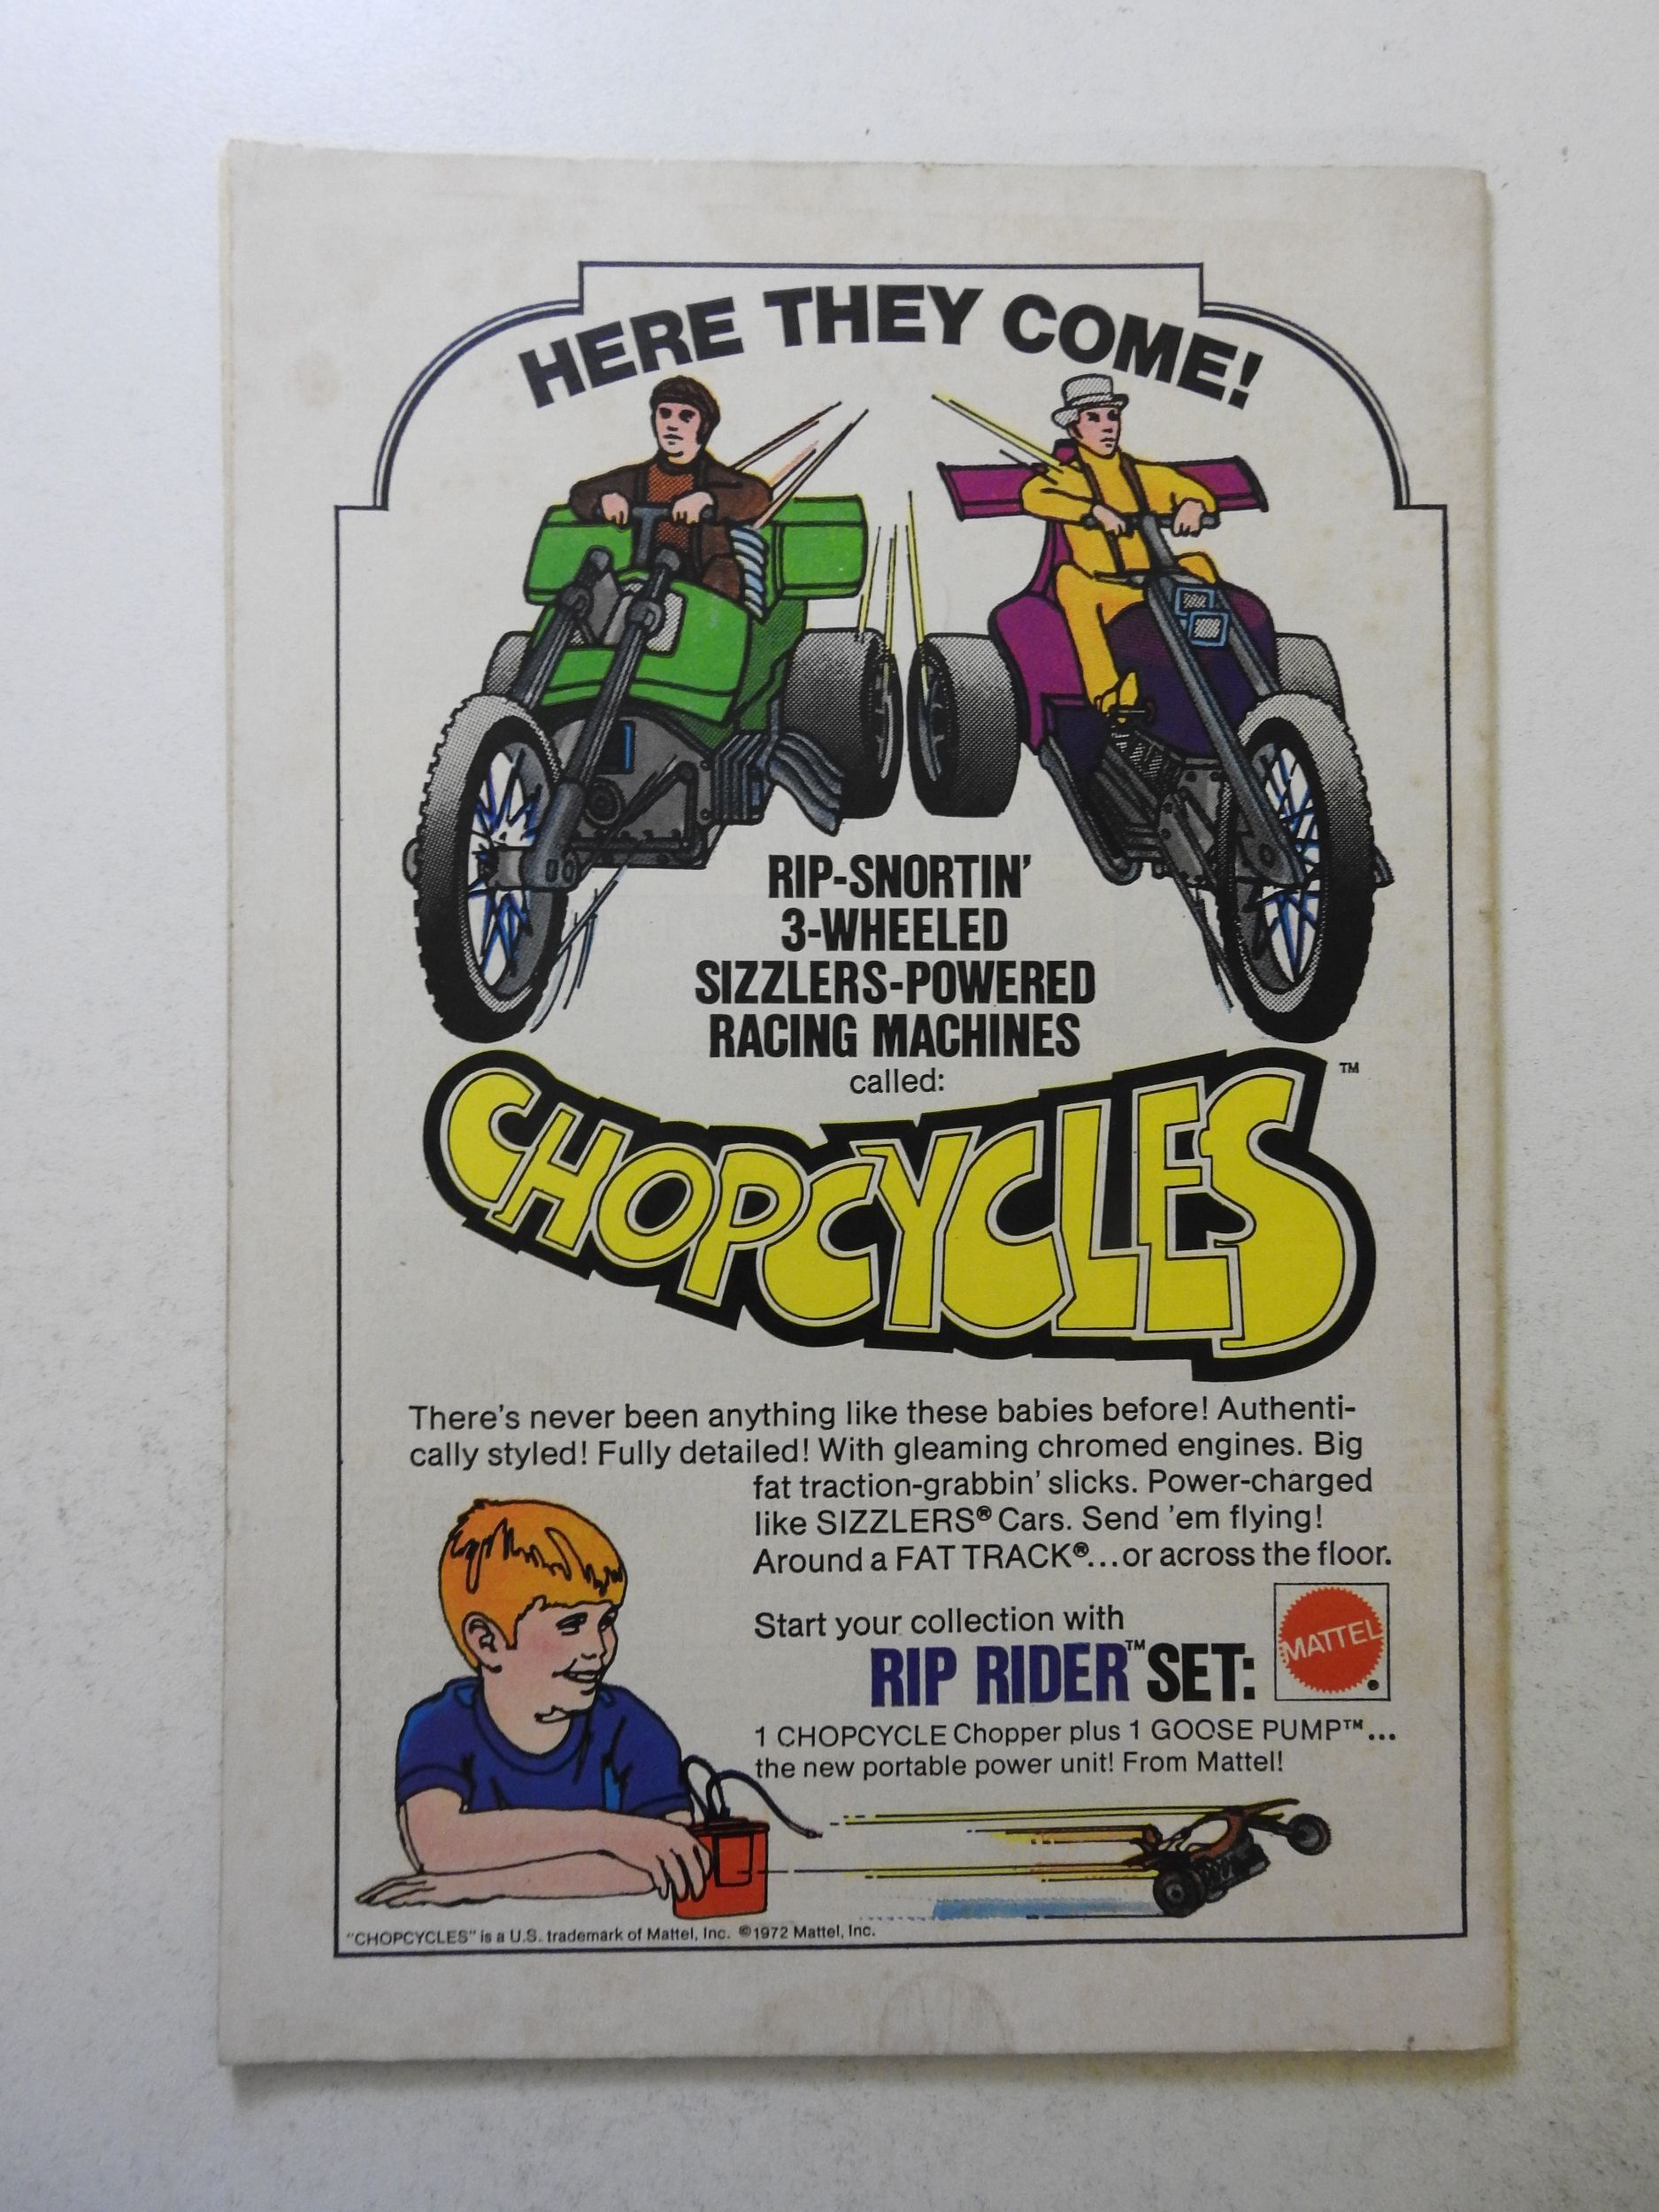 HERE THEY COME!
RIP-SNORTIN'
3-WHEELED
SIZZLERS-POWERED
RACING MACHINES
called:
CHOPCYCLES™
There's never been anything like these babies before! Authenti-
cally styled! Fully detailed! With gleaming chromed engines. Big
fat traction-grabbin' slicks. Power-charged
like SIZZLERS® Cars. Send 'em flying!
Around a FAT TRACK®...or across the floor.
Start your collection with
RIP RIDER™ SET:
MATTEL®
1 CHOPCYCLE Chopper plus 1 GOOSE PUMP™...
the new portable power unit! From Mattel!
"CHOPCYCLES" is a U.S. trademark of Mattel, Inc. ©1972 Mattel, Inc.